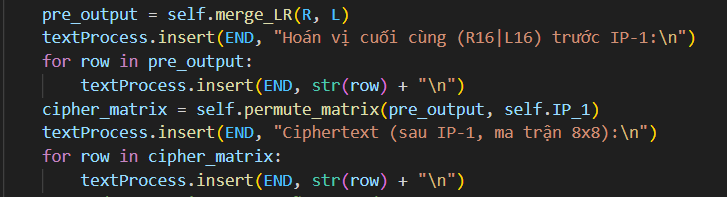 pre_output = self.merge_LR(R, L)
textProcess.insert(END, "Hoán vị cuối cùng (R16|L16) trước IP-1:\n")
for row in pre_output:
    textProcess.insert(END, str(row) + "\n")
cipher_matrix = self.permute_matrix(pre_output, self.IP_1)
textProcess.insert(END, "Ciphertext (sau IP-1, ma trận 8x8):\n")
for row in cipher_matrix:
    textProcess.insert(END, str(row) + "\n")